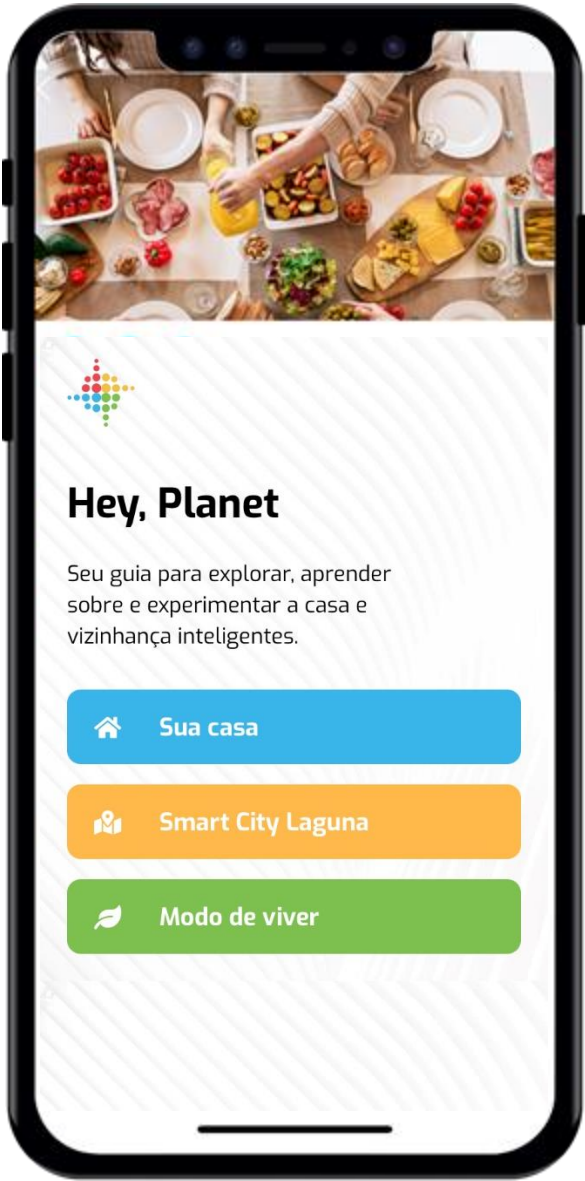 Hey, Planet
Seu guia para explorar, aprender
sobre e experimentar a casa e
vizinhança inteligentes.
Sua casa
Smart City Laguna
Modo de viver